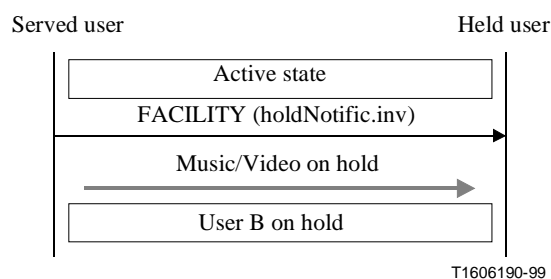 Served user Held user
Active state
FACILITY (holdNotific.inv)
Music/Video on hold
User B on hold
T1606190-99